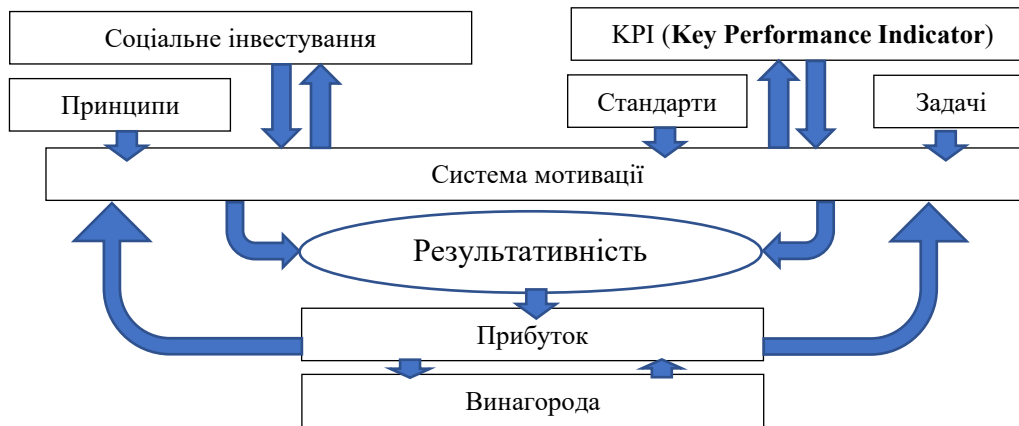 Соціальне інвестування
KPI (Key Performance Indicator)
Принципи
Стандарти
Задачі
Система мотивації
Результативність
Прибуток
Винагорода